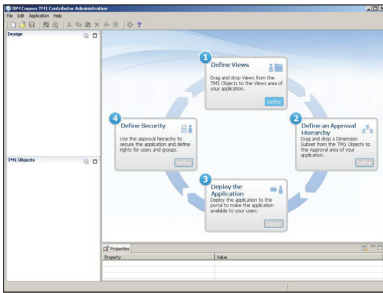 IBM Cognos TM1 Contributor Administration
File Edit Application Help
Design
1
Define Views
Drag and drop Views from the
TM1 Objects to the Views area of
your application.
Define
4
Define Security
Use the approval hierarchy to
secure the application and define
rights for users and groups.
Define
2
Define an Approval
Hierarchy
Drag and drop a Dimension
Subset from the TM1 Objects to
the Approval area of your
application.
Define
TM1 Objects
3
Deploy the
Application
Deploy the application to the
portal to make the application
available to your users.
Deploy
Properties
Property Value